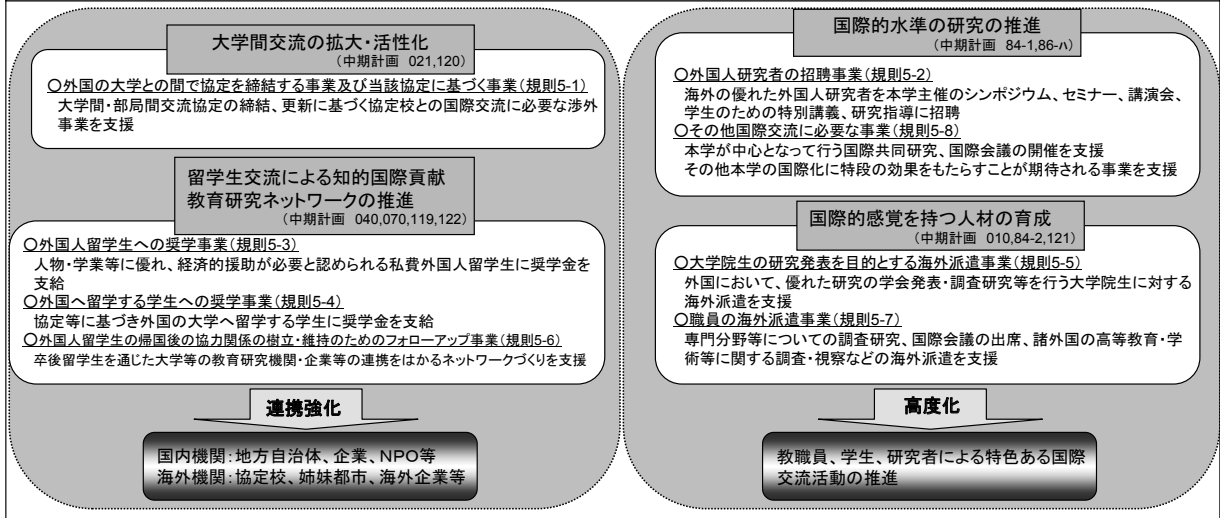 大学間交流の拡大・活性化
(中期計画 021,120)
○外国の大学との間で協定を締結する事業及び当該協定に基づく事業(規則5-1)
大学間・部局間交流協定の締結、更新に基づく協定校との国際交流に必要な渉外
事業を支援
留学生交流による知的国際貢献
教育研究ネットワークの推進
(中期計画 040,070,119,122)
○外国人留学生への奨学事業(規則5-3)
人物・学業等に優れ、経済的援助が必要と認められる私費外国人留学生に奨学金を
支給
○外国へ留学する学生への奨学事業(規則5-4)
協定等に基づき外国の大学へ留学する学生に奨学金を支給
○外国人留学生の帰国後の協力関係の樹立・維持のためのフォローアップ事業(規則5-6)
卒後留学生を通じた大学等の教育研究機関・企業等の連携をはかるネットワークづくりを支援
連携強化
国内機関:地方自治体、企業、NPO等
海外機関:協定校、姉妹都市、海外企業等
国際的水準の研究の推進
(中期計画 84-1,86-ハ)
○外国人研究者の招聘事業(規則5-2)
海外の優れた外国人研究者を本学主催のシンポジウム、セミナー、講演会、
学生のための特別講義、研究指導に招聘
○その他国際交流に必要な事業(規則5-8)
本学が中心となって行う国際共同研究、国際会議の開催を支援
その他本学の国際化に特段の効果をもたらすことが期待される事業を支援
国際的感覚を持つ人材の育成
(中期計画 010,84-2,121)
○大学院生の研究発表を目的とする海外派遣事業(規則5-5)
外国において、優れた研究の学会発表・調査研究等を行う大学院生に対する
海外派遣を支援
○職員の海外派遣事業(規則5-7)
専門分野等についての調査研究、国際会議の出席、諸外国の高等教育・学
術等に関する調査・視察などの海外派遣を支援
高度化
教職員、学生、研究者による特色ある国際
交流活動の推進